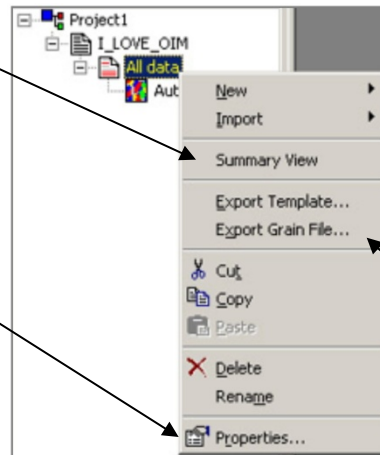 Project1
I_LOVE_OIM
All data
Aut
New
Import
Summary View
Export Template...
Export Grain File...
Cut
Copy
Paste
Delete
Rename
Properties...